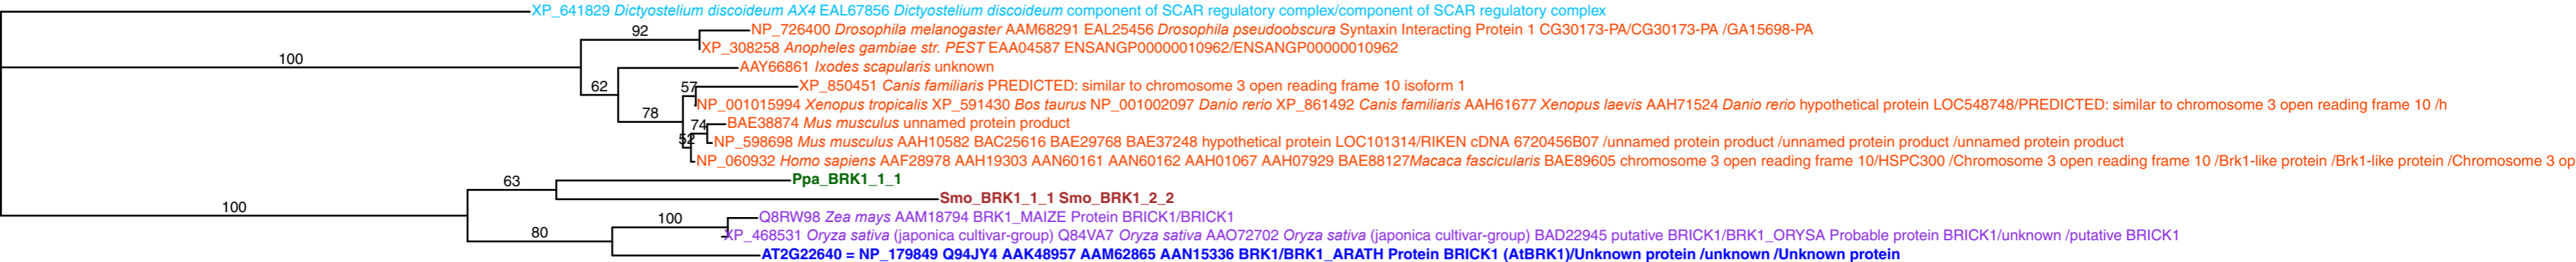 XP_641829 Dictyostelium discoideum AX4 EAL67856 Dictyostelium discoideum component of SCAR regulatory complex/component of SCAR regulatory complex
92
NP_726400 Drosophila melanogaster AAM68291 EAL25456 Drosophila pseudoobscura Syntaxin Interacting Protein 1 CG30173-PA/CG30173-PA /GA15698-PA
XP_308258 Anopheles gambiae str. PEST EAA04587 ENSANGP00000010962/ENSANGP00000010962
100
AAY66861 Ixodes scapularis unknown
62
57
XP_850451 Canis familiaris PREDICTED: similar to chromosome 3 open reading frame 10 isoform 1
NP_001015994 Xenopus tropicalis XP_591430 Bos taurus NP_001002097 Danio rerio XP_861492 Canis familiaris AAH61677 Xenopus laevis AAH71524 Danio rerio hypothetical protein LOC548748/PREDICTED: similar to chromosome 3 open reading frame 10 /h
78
74
BAE38874 Mus musculus unnamed protein product
52
NP_598698 Mus musculus AAH10582 BAC25616 BAE29768 BAE37248 hypothetical protein LOC101314/RIKEN cDNA 6720456B07 /unnamed protein product /unnamed protein product /unnamed protein product
NP_060932 Homo sapiens AAF28978 AAH19303 AAN60161 AAN60162 AAH01067 AAH07929 BAE88127Macaca fascicularis BAE89605 chromosome 3 open reading frame 10/HSPC300 /Chromosome 3 open reading frame 10 /Brk1-like protein /Brk1-like protein /Chromosome 3 op
63
Ppa_BRK1_1_1
Smo_BRK1_1_1 Smo_BRK1_2_2
100
100
Q8RW98 Zea mays AAM18794 BRK1_MAIZE Protein BRICK1/BRICK1
80
XP_468531 Oryza sativa (japonica cultivar-group) Q84VA7 Oryza sativa AAO72702 Oryza sativa (japonica cultivar-group) BAD22945 putative BRICK1/BRK1_ORYSA Probable protein BRICK1/unknown /putative BRICK1
AT2G22640 = NP_179849 Q94JY4 AAK48957 AAM62865 AAN15336 BRK1/BRK1_ARATH Protein BRICK1 (AtBRK1)/Unknown protein /unknown /Unknown protein